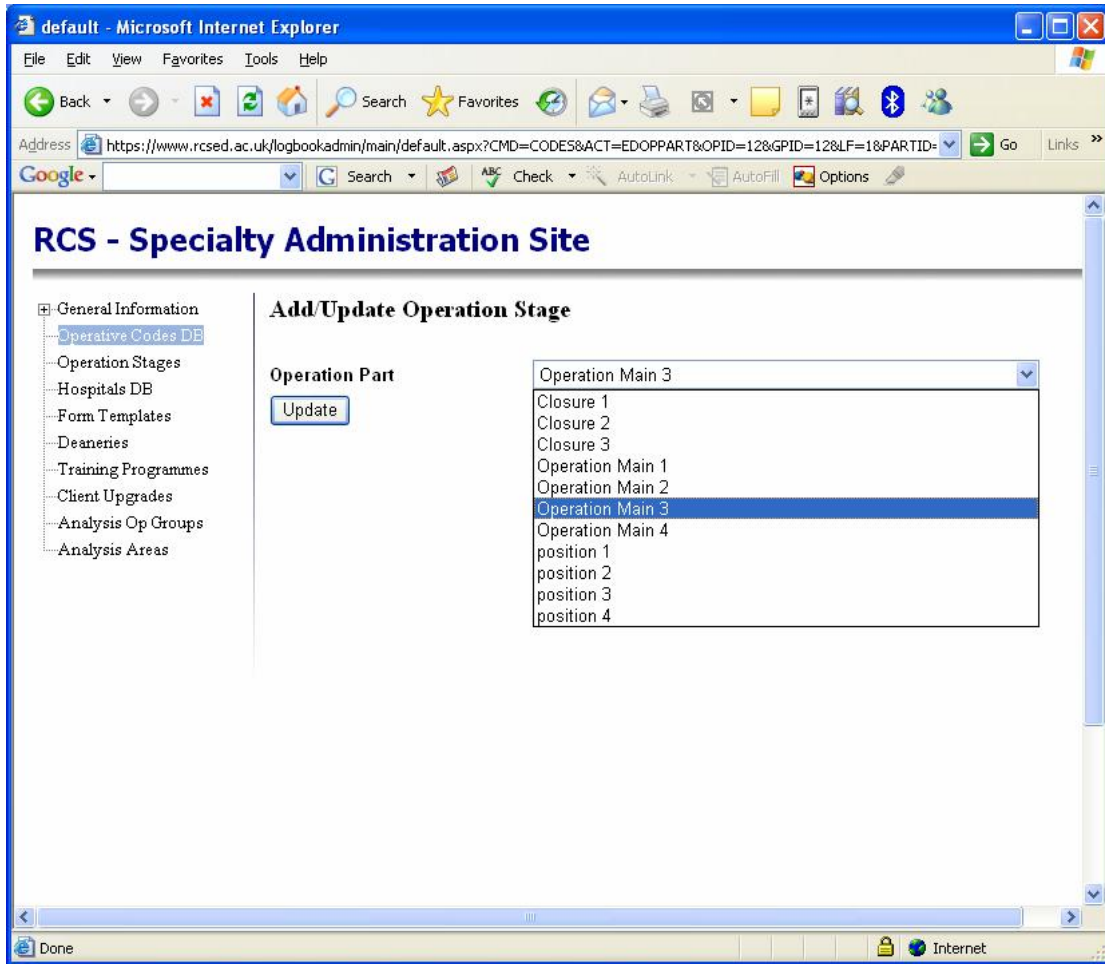 default - Microsoft Internet Explorer
File Edit View Favorites Tools Help
Back Search Favorites
Address https://www.rcsed.ac.uk/logbookadmin/main/default.aspx?CMD=CODES&ACT=EDOPPART&OPID=12&GPID=12&LF=1&PARTID= Go Links »
Google Search ABC Check AutoLink AutoFill Options
RCS - Specialty Administration Site
General Information
Operative Codes DB
Operation Stages
Hospitals DB
Form Templates
Deaneries
Training Programmes
Client Upgrades
Analysis Op Groups
Analysis Areas
Add/Update Operation Stage
Operation Part Operation Main 3
Update
Closure 1
Closure 2
Closure 3
Operation Main 1
Operation Main 2
Operation Main 3
Operation Main 4
position 1
position 2
position 3
position 4
Done Internet